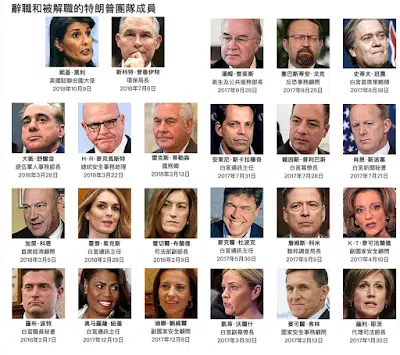 辭職和被解職的特朗普團隊成員
妮基·黑利
美國駐聯合國大使
2018年10月9日
斯科特·普魯伊特
環保局長
2018年7月6日
湯姆·普萊斯
衛生及公共服務部長
2017年9月29日
塞巴斯蒂安·戈克
反恐事務顧問
2017年8月25日
史蒂夫·班農
白宮首席策略師
2017年8月18日
大衛·舒爾金
退伍軍人事務部長
2018年3月28日
H·R·麥克馬斯特
總統安全事務助理
2018年3月22日
雷克斯·蒂勒森
國務卿
2018年3月13日
安東尼·斯卡拉穆奇
白宮通訊主任
2017年7月31日
賴因斯·普利巴斯
白宮幕僚長
2017年7月28日
肖恩·斯派塞
白宮新聞秘書
2017年7月21日
加里·科恩
首席經濟顧問
2018年3月6日
霍普·希克斯
白宮通訊主任
2018年2月28日
蕾切爾·布蘭德
司法部副部長
2018年2月9日
麥克爾·杜波克
白宮通訊主任
2017年5月30日
詹姆斯·科米
聯邦調查局長
2017年5月9日
K·T·麥可法蘭德
副國家安全顧問
2017年4月9日
羅布·波特
白宮職員秘書
2018年2月7日
奧馬羅薩·紐曼
白宮通訊主任
2017年12月13日
迪娜·鮑威爾
副國家安全顧問
2017年12月8日
凱蒂·沃爾什
白宮副幕僚長
2017年3月30日
麥可爾·弗林
國家安全事務顧問
2017年2月13日
薩利·耶茨
代理司法部長
2017年1月30日